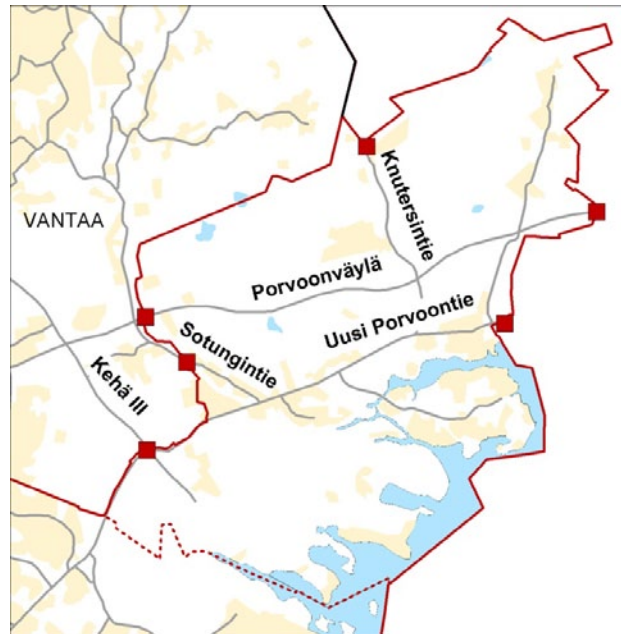 Knutersintie
VANTAA
Porvoonväylä
Uusi Porvoontie
Sotungintie
Kehä III